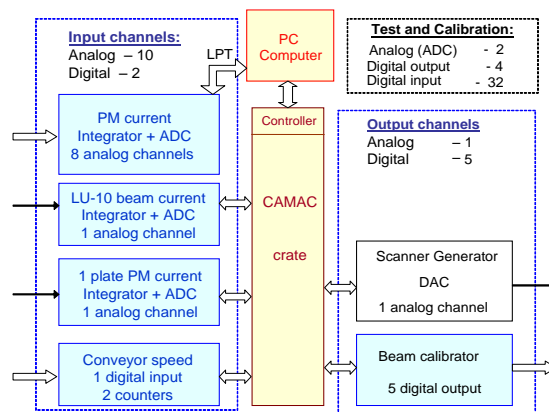 Input channels:
Analog – 10
Digital – 2
LPT
PC
Computer
Test and Calibration:
Analog (ADC) - 2
Digital output - 4
Digital input - 32
PM current
Integrator + ADC
8 analog channels
LU-10 beam current
Integrator + ADC
1 analog channel
1 plate PM current
Integrator + ADC
1 analog channel
Conveyor speed
1 digital input
2 counters
Controller
CAMAC
crate
Output channels
Analog – 1
Digital – 5
Scanner Generator
DAC
1 analog channel
Beam calibrator
5 digital output